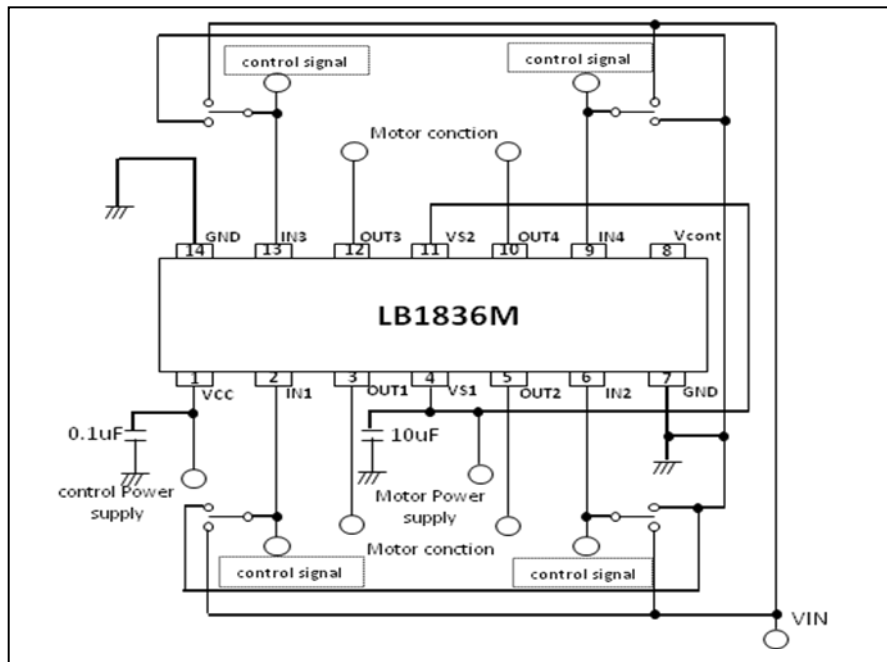 control signal
control signal
Motor conction
GND
IN3
OUT3
VS2
OUT4
IN4
Vcont
14
13
12
11
10
9
8
LB1836M
1
2
3
4
5
6
7
VCC
IN1
OUT1
VS1
OUT2
IN2
GND
0.1uF
10uF
control Power
supply
Motor Power
supply
Motor conction
control signal
control signal
VIN